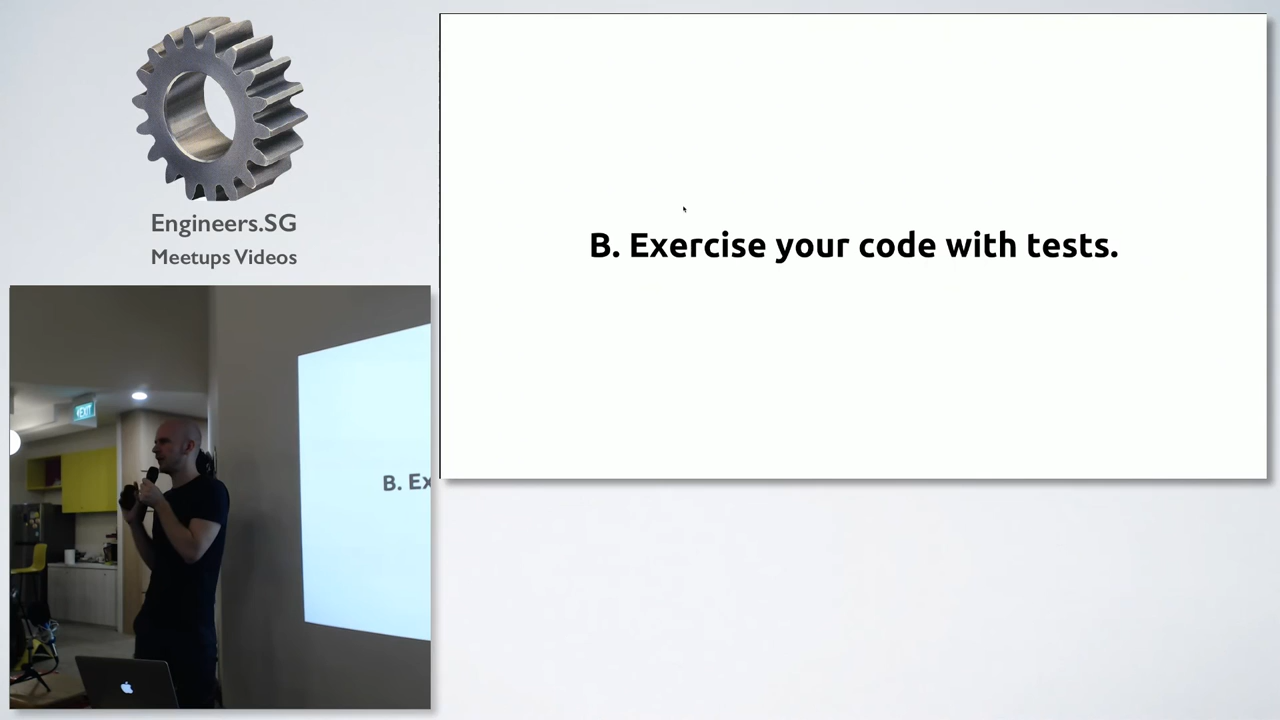 Engineers.SG
Meetups Videos
B. Exercise your code with tests.
EXIT
B. Ex